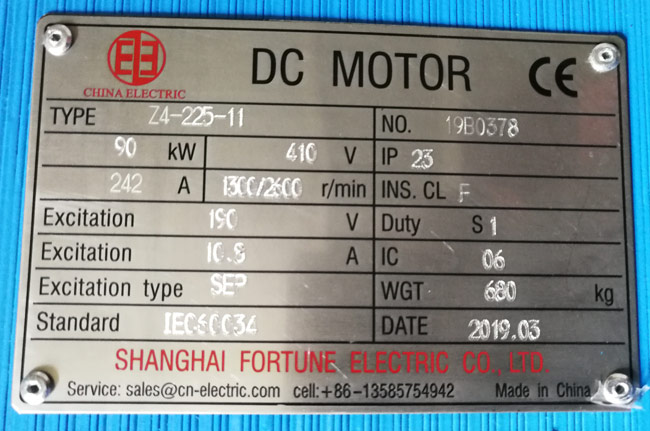 CHINA ELECTRIC
DC MOTOR CE
TYPE Z4-225-11
NO. 19B0378
90 kW 410 V
IP 23
242 A 1300/2600 r/min
INS. CL F
Excitation 190 V
Duty S1
Excitation 10.8 A
IC 06
Excitation type SEP
WGT 680 kg
Standard IEC60034
DATE 2019.03
SHANGHAI FORTUNE ELECTRIC CO., LTD.
Service: sales@cn-electric.com cell:+86-13585754942 Made in China